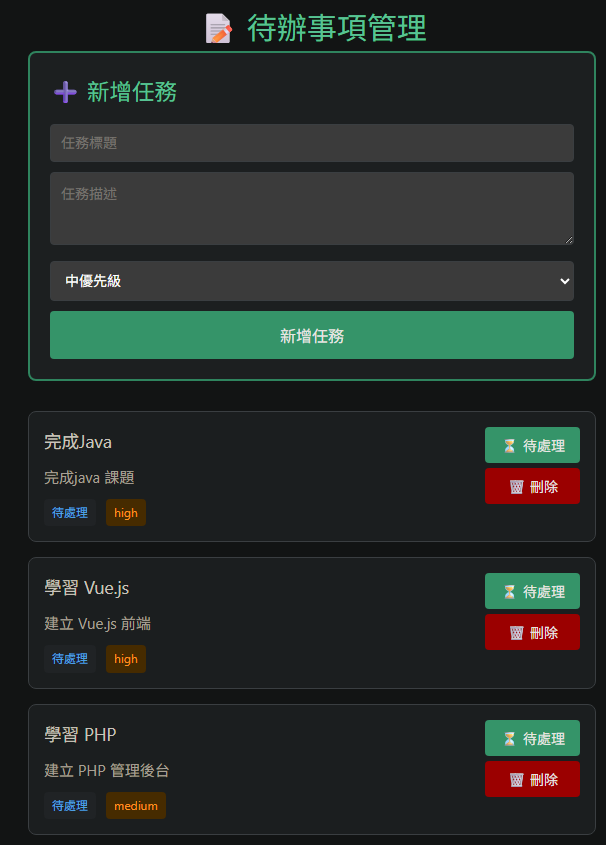 📝 待辦事項管理
➕ 新增任務
任務標題
任務描述
中優先級
新增任務
完成Java
完成java 課題
待處理 high
⏳ 待處理
🗑️ 刪除
學習 Vue.js
建立 Vue.js 前端
待處理 high
⏳ 待處理
🗑️ 刪除
學習 PHP
建立 PHP 管理後台
待處理 medium
⏳ 待處理
🗑️ 刪除